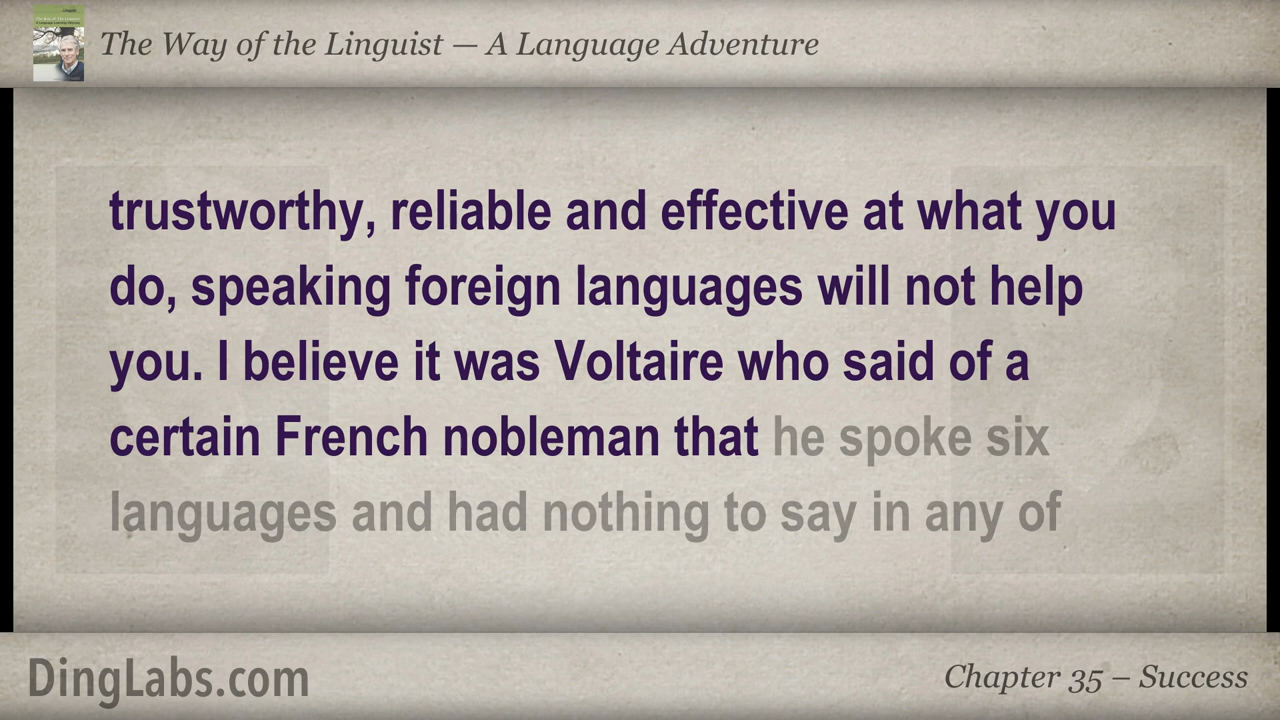 The Way of the Linguist — A Language Adventure
trustworthy, reliable and effective at what you
do, speaking foreign languages will not help
you. I believe it was Voltaire who said of a
certain French nobleman that he spoke six
languages and had nothing to say in any of
DingLabs.com
Chapter 35 – Success